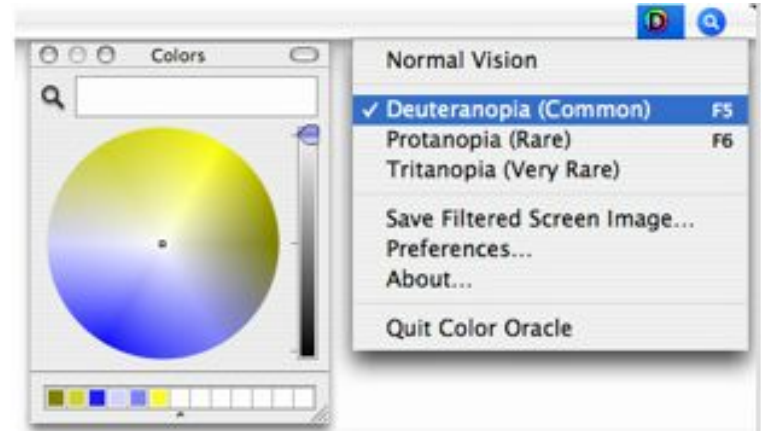 D
Colors
Normal Vision
✓ Deuteranopia (Common) F5
Protanopia (Rare) F6
Tritanopia (Very Rare)
Save Filtered Screen Image...
Preferences...
About...
Quit Color Oracle